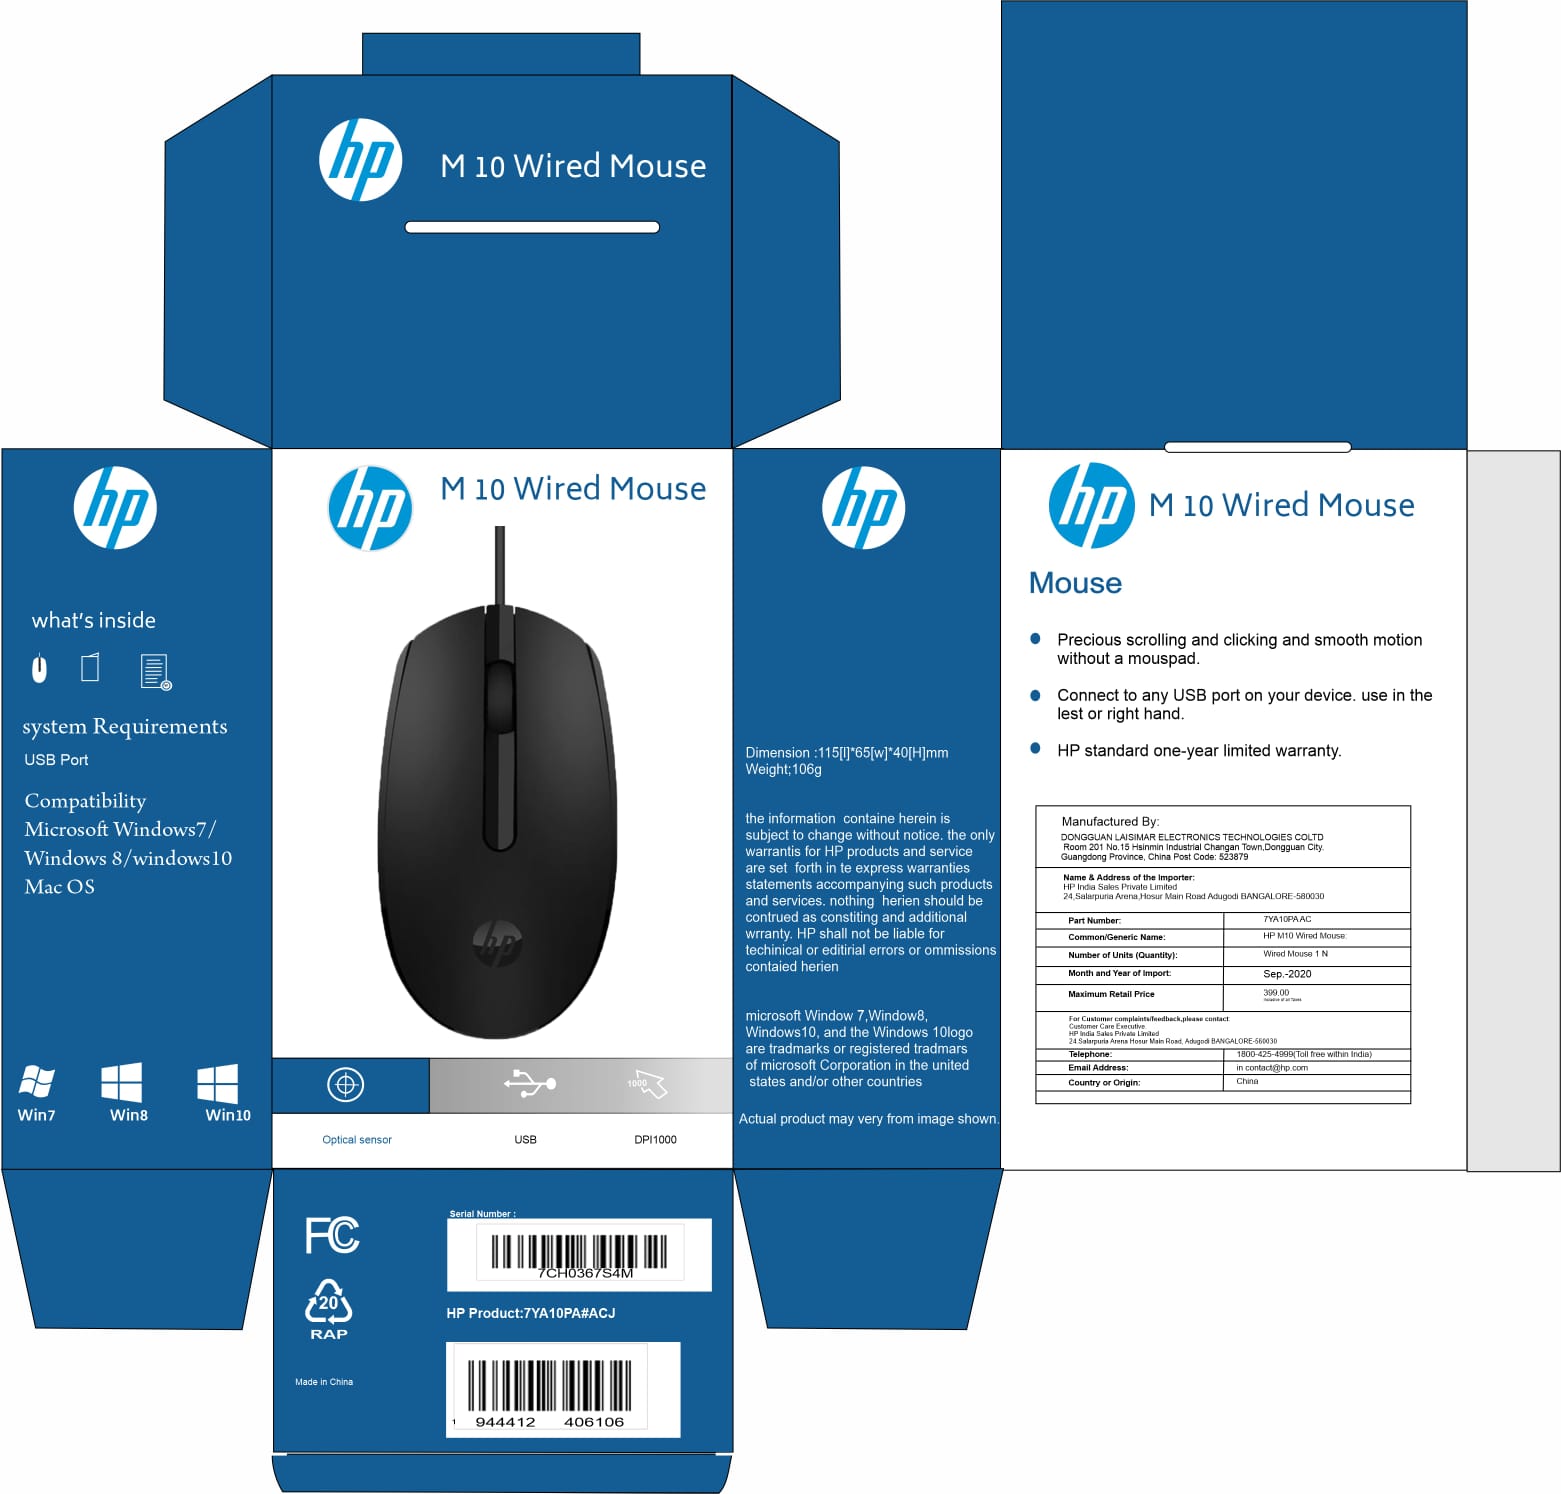 hp
M 10 Wired Mouse
hp
what's inside
system Requirements
USB Port
Compatibility
Microsoft Windows7/
Windows 8/windows10
Mac OS
Win7
Win8
Win10
hp
M 10 Wired Mouse
hp
1000
Optical sensor
USB
DPI1000
hp
Dimension :115[l]*65[w]*40[H]mm
Weight;106g
the information containe herein is
subject to change without notice. the only
warrantis for HP products and service
are set forth in te express warranties
statements accompanying such products
and services. nothing herien should be
contrued as constiting and additional
wrranty. HP shall not be liable for
techinical or editirial errors or ommissions
contaied herien
microsoft Window 7,Window8,
Windows10, and the Windows 10logo
are tradmarks or registered tradmars
of microsoft Corporation in the united
states and/or other countries
Actual product may very from image shown.
hp
M 10 Wired Mouse
Mouse
Precious scrolling and clicking and smooth motion
without a mouspad.
Connect to any USB port on your device. use in the
lest or right hand.
HP standard one-year limited warranty.
Manufactured By:
DONGGUAN LAISIMAR ELECTRONICS TECHNOLOGIES COLTD
Room 201 No.15 Hsinmin Industrial Changan Town,Dongguan City.
Guangdong Province, China Post Code: 523879
Name & Address of the Importer:
HP India Sales Private Limited
24,Salarpuria Arena,Hosur Main Road Adugodi BANGALORE-580030
Part Number: 7YA10PAAC
Common/Generic Name: HP M10 Wired Mouse:
Number of Units (Quantity): Wired Mouse 1 N
Month and Year of Import: Sep.-2020
Maximum Retail Price 399.00
Inclusive of all Taxes
For Customer complaints/feedback,please contact:
Customer Care Executive.
HP India Sales Private Limited
24 Salarpuria Arena Hosur Main Road, Adugodi BANGALORE-560030
Telephone: 1800-425-4999(Toll free within India)
Email Address: in contact@hp.com
Country or Origin: China
FC
20
RAP
Made in China
Serial Number :
7CH0367S4M
HP Product:7YA10PA#ACJ
1 944412 406106